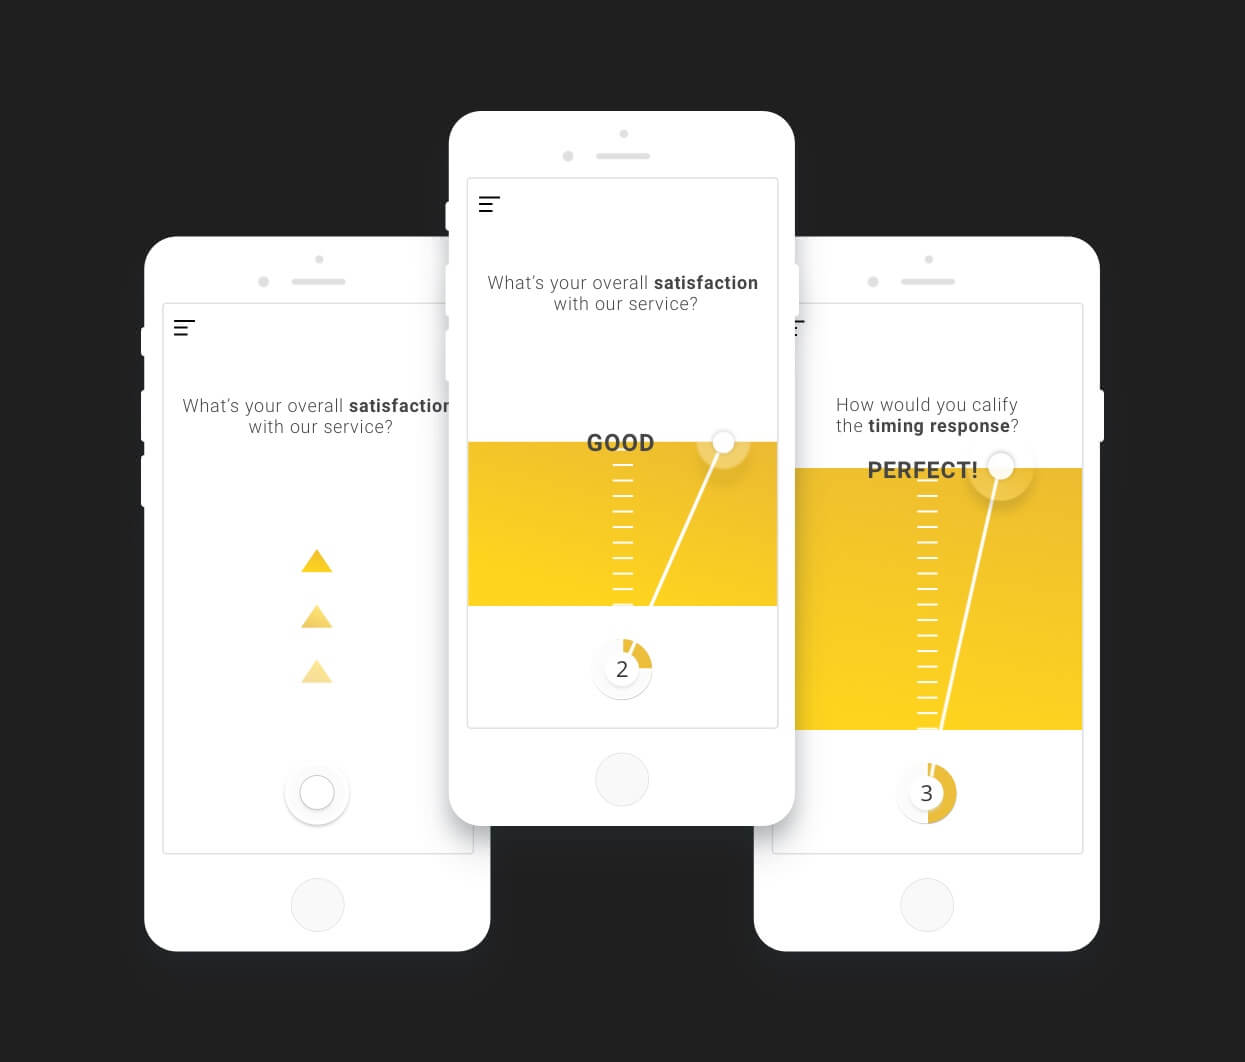 What's your overall satisfaction
with our service?
What's your overall satisfaction
with our service?
GOOD
2
How would you calify
the timing response?
PERFECT!
3